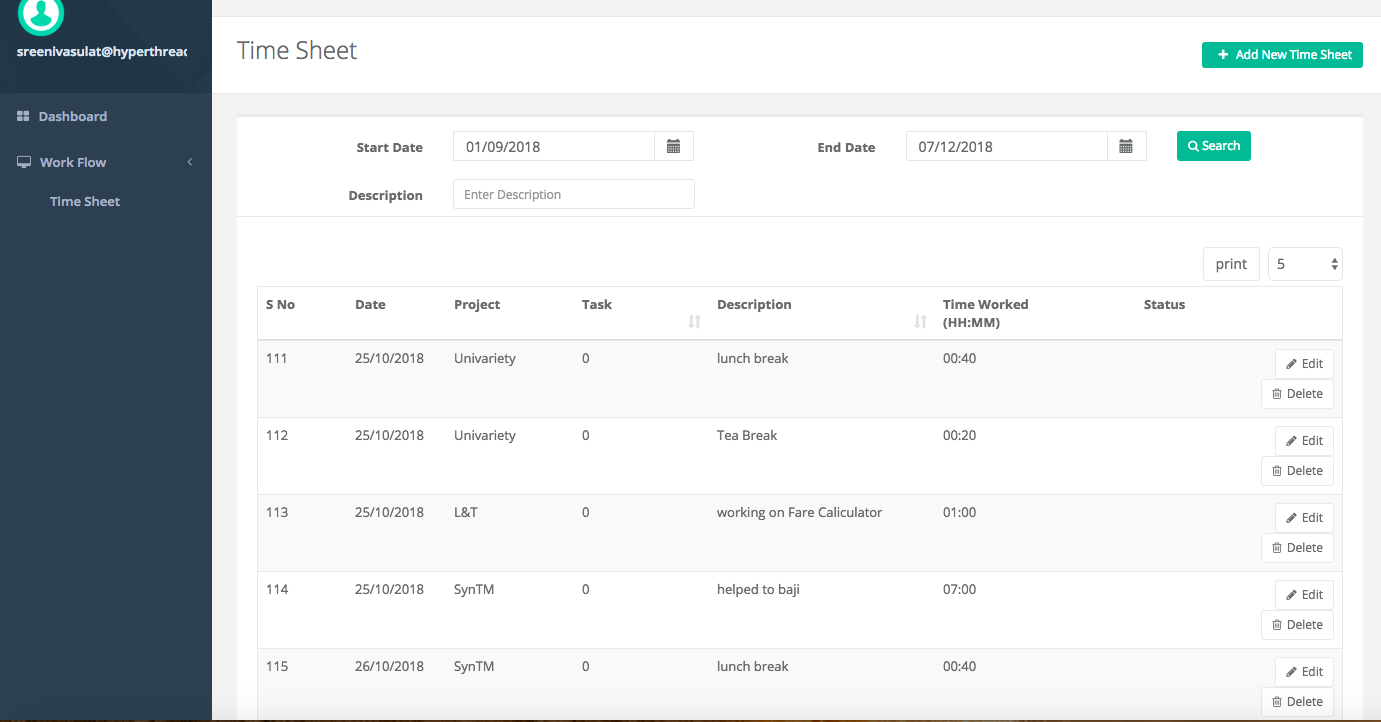 sreenivasulat@hyperthread
Dashboard
Work Flow
Time Sheet
Time Sheet
+ Add New Time Sheet
Start Date 01/09/2018 End Date 07/12/2018 Search
Description Enter Description
print 5
S No Date Project Task Description Time Worked (HH:MM) Status
111 25/10/2018 Univariety 0 lunch break 00:40 Edit
Delete
112 25/10/2018 Univariety 0 Tea Break 00:20 Edit
Delete
113 25/10/2018 L&T 0 working on Fare Caliculator 01:00 Edit
Delete
114 25/10/2018 SynTM 0 helped to baji 07:00 Edit
Delete
115 26/10/2018 SynTM 0 lunch break 00:40 Edit
Delete